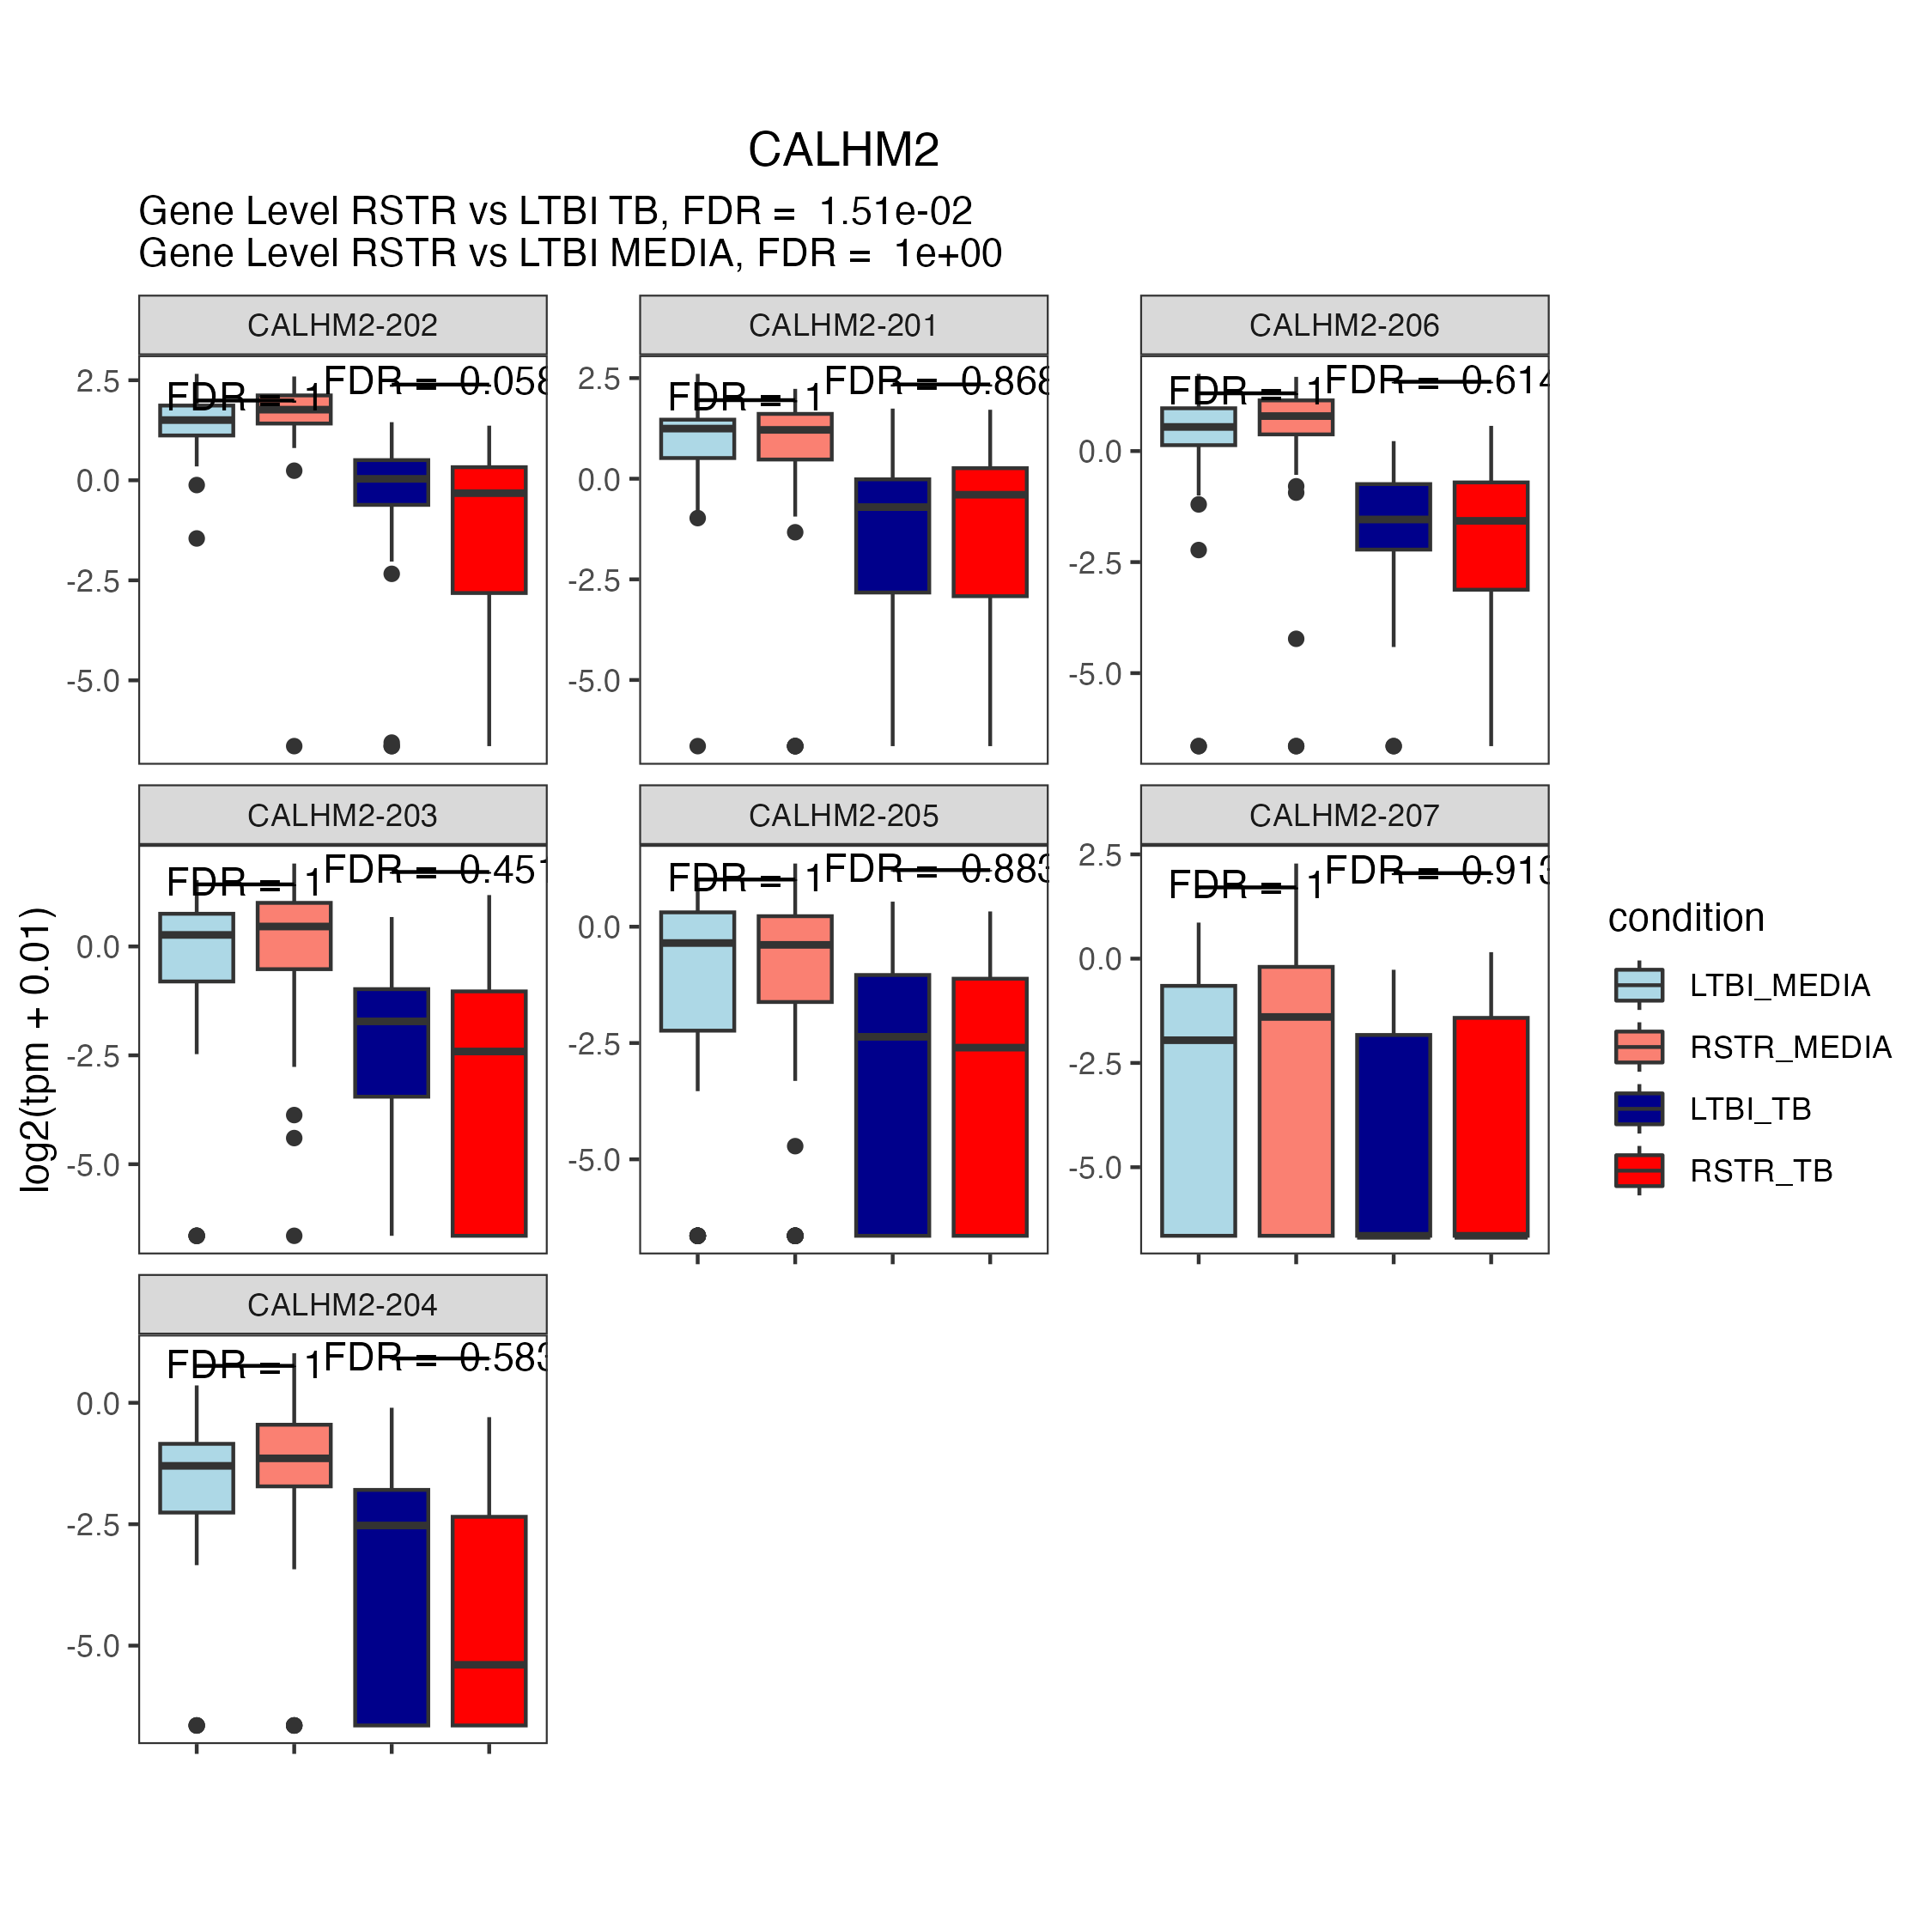 CALHM2
Gene Level RSTR vs LTBI TB, FDR =  1.51e-02
Gene Level RSTR vs LTBI MEDIA, FDR =  1e+00
CALHM2-202
FDR =  1
FDR =  0.058
2.5
0.0
-2.5
-5.0
CALHM2-201
FDR =  1
FDR =  0.868
2.5
0.0
-2.5
-5.0
CALHM2-206
FDR =  1
FDR =  0.614
0.0
-2.5
-5.0
CALHM2-203
FDR =  1
FDR =  0.451
0.0
-2.5
-5.0
CALHM2-205
FDR =  1
FDR =  0.883
0.0
-2.5
-5.0
CALHM2-207
FDR =  1
FDR =  0.913
2.5
0.0
-2.5
-5.0
CALHM2-204
FDR =  1
FDR =  0.583
0.0
-2.5
-5.0
log2(tpm + 0.01)
condition
LTBI_MEDIA
RSTR_MEDIA
LTBI_TB
RSTR_TB